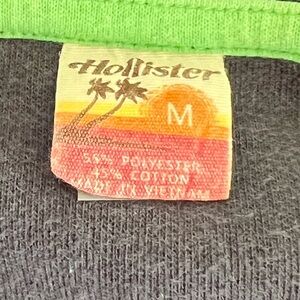 Hollister
M
55% POLYESTER
45% COTTON
MADE IN VIETNAM